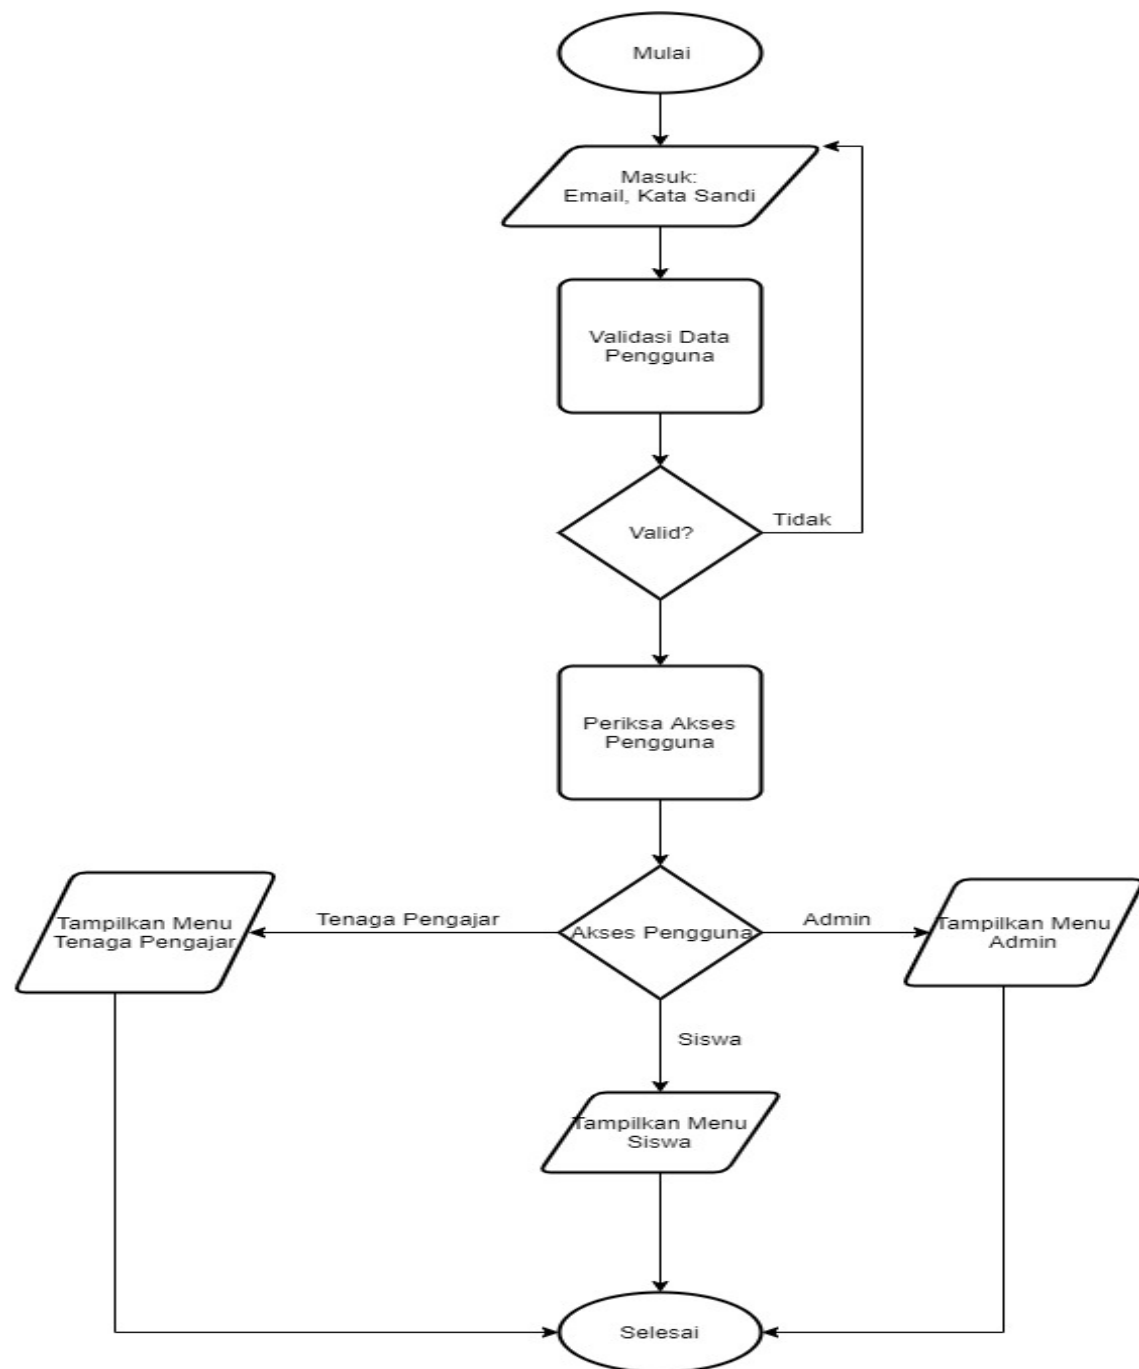 Mulai
Masuk:
Email, Kata Sandi
Validasi Data
Pengguna
Valid?
Tidak
Periksa Akses
Pengguna
Tampilkan Menu
Tenaga Pengajar
Tenaga Pengajar
Akses Pengguna
Admin
Tampilkan Menu
Admin
Siswa
Tampilkan Menu
Siswa
Selesai